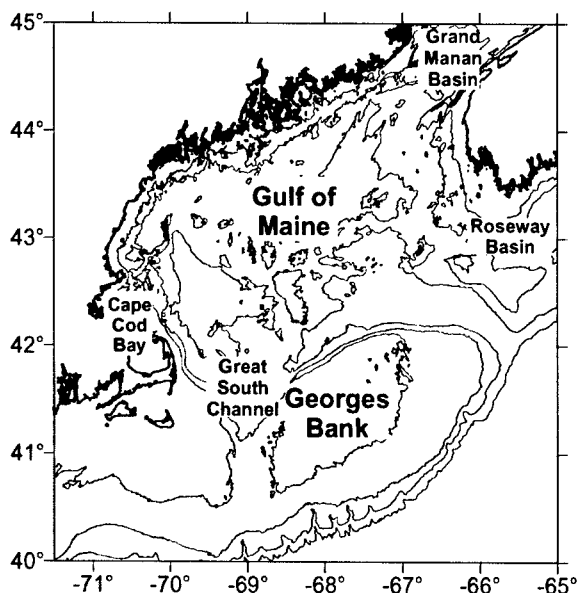 45°
44°
43°
42°
41°
40°
Grand
Manan
Basin
Gulf of
Maine
Roseway
Basin
Cape
Cod
Bay
Great
South
Channel
Georges
Bank
-71° -70° -69° -68° -67° -66° -65°